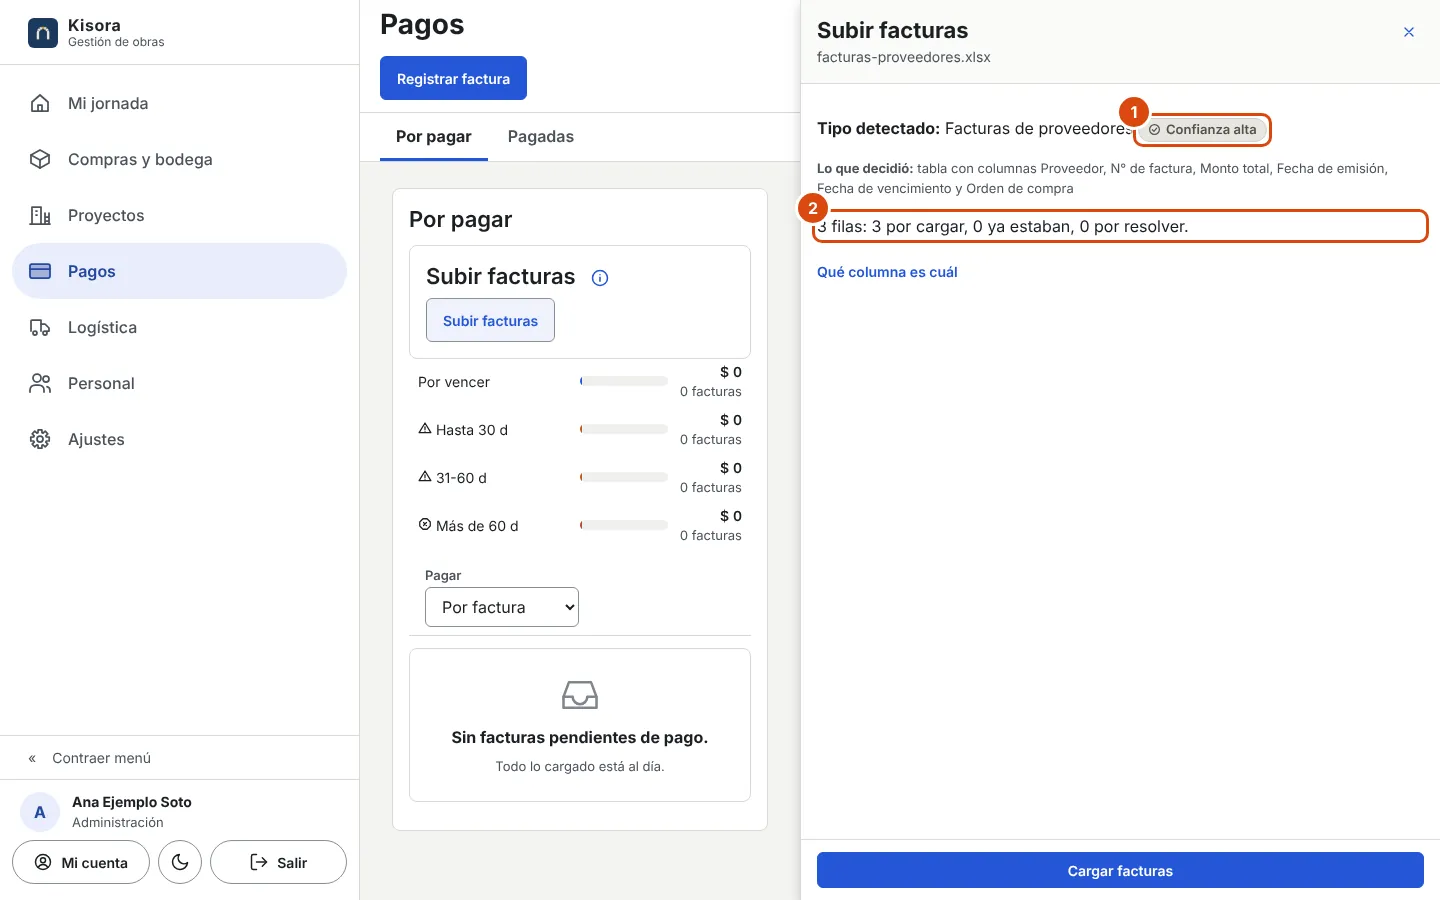 Kisora
Gestión de obras
Mi jornada
Compras y bodega
Proyectos
Pagos
Logística
Personal
Ajustes
« Contraer menú
A
Ana Ejemplo Soto
Administración
Mi cuenta
Salir
Pagos
Registrar factura
Por pagar
Pagadas
Por pagar
Subir facturas
Subir facturas
Por vencer
$ 0
0 facturas
Hasta 30 d
$ 0
0 facturas
31-60 d
$ 0
0 facturas
Más de 60 d
$ 0
0 facturas
Pagar
Por factura
Sin facturas pendientes de pago.
Todo lo cargado está al día.
Subir facturas
facturas-proveedores.xlsx
1
Tipo detectado: Facturas de proveedores Confianza alta
Lo que decidió: tabla con columnas Proveedor, N° de factura, Monto total, Fecha de emisión,
Fecha de vencimiento y Orden de compra
2
3 filas: 3 por cargar, 0 ya estaban, 0 por resolver.
Qué columna es cuál
Cargar facturas